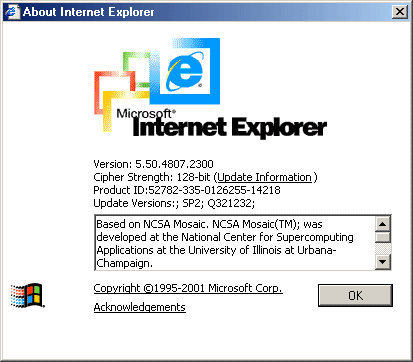 About Internet Explorer
Microsoft®
Internet Explorer
Version: 5.50.4807.2300
Cipher Strength: 128-bit (Update Information )
Product ID:52782-335-0126255-14218
Update Versions:; SP2; Q321232;
Based on NCSA Mosaic. NCSA Mosaic(TM); was
developed at the National Center for Supercomputing
Applications at the University of Illinois at Urbana-
Champaign.
Copyright ©1995-2001 Microsoft Corp.
OK
Acknowledgements